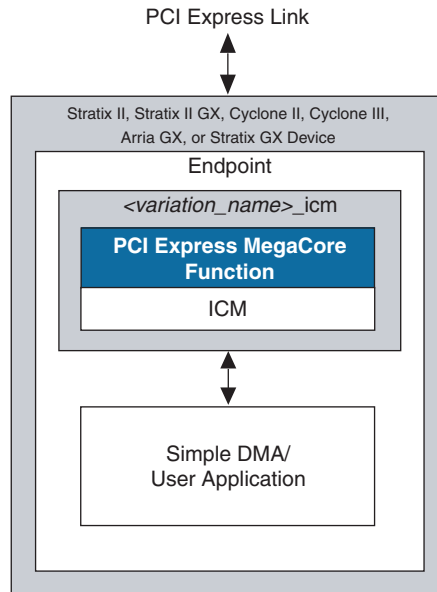 PCI Express Link
Stratix II, Stratix II GX, Cyclone II, Cyclone III,
Arria GX, or Stratix GX Device
Endpoint
<variation_name>_icm
PCI Express MegaCore
Function
ICM
Simple DMA/
User Application